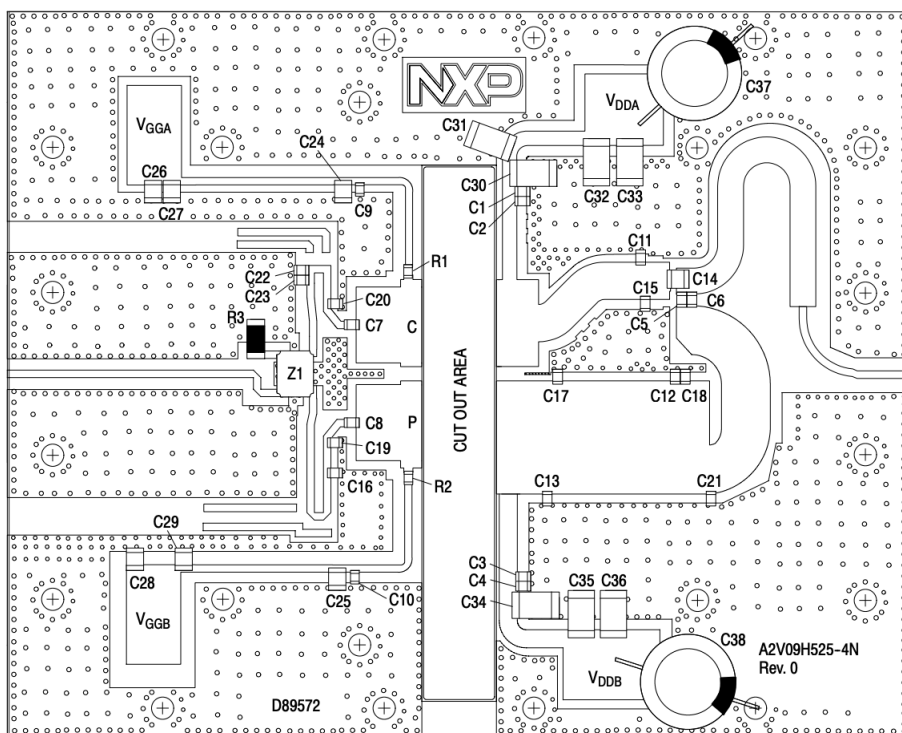 NXP
C37
VDDA
C31
VGGA
C24
C26
C30
C32
C33
C27
C9
C1
C2
C11
R1
C22
C14
C23
C20
C15
C6
R3
C7
C
C5
Z1
CUT OUT AREA
C17
C12
C18
C8
P
C19
C16
R2
C13
C21
C29
C3
C4
C35
C36
C28
C25
C10
C34
VGGB
C38
A2V09H525-4N
Rev. 0
VDDB
D89572